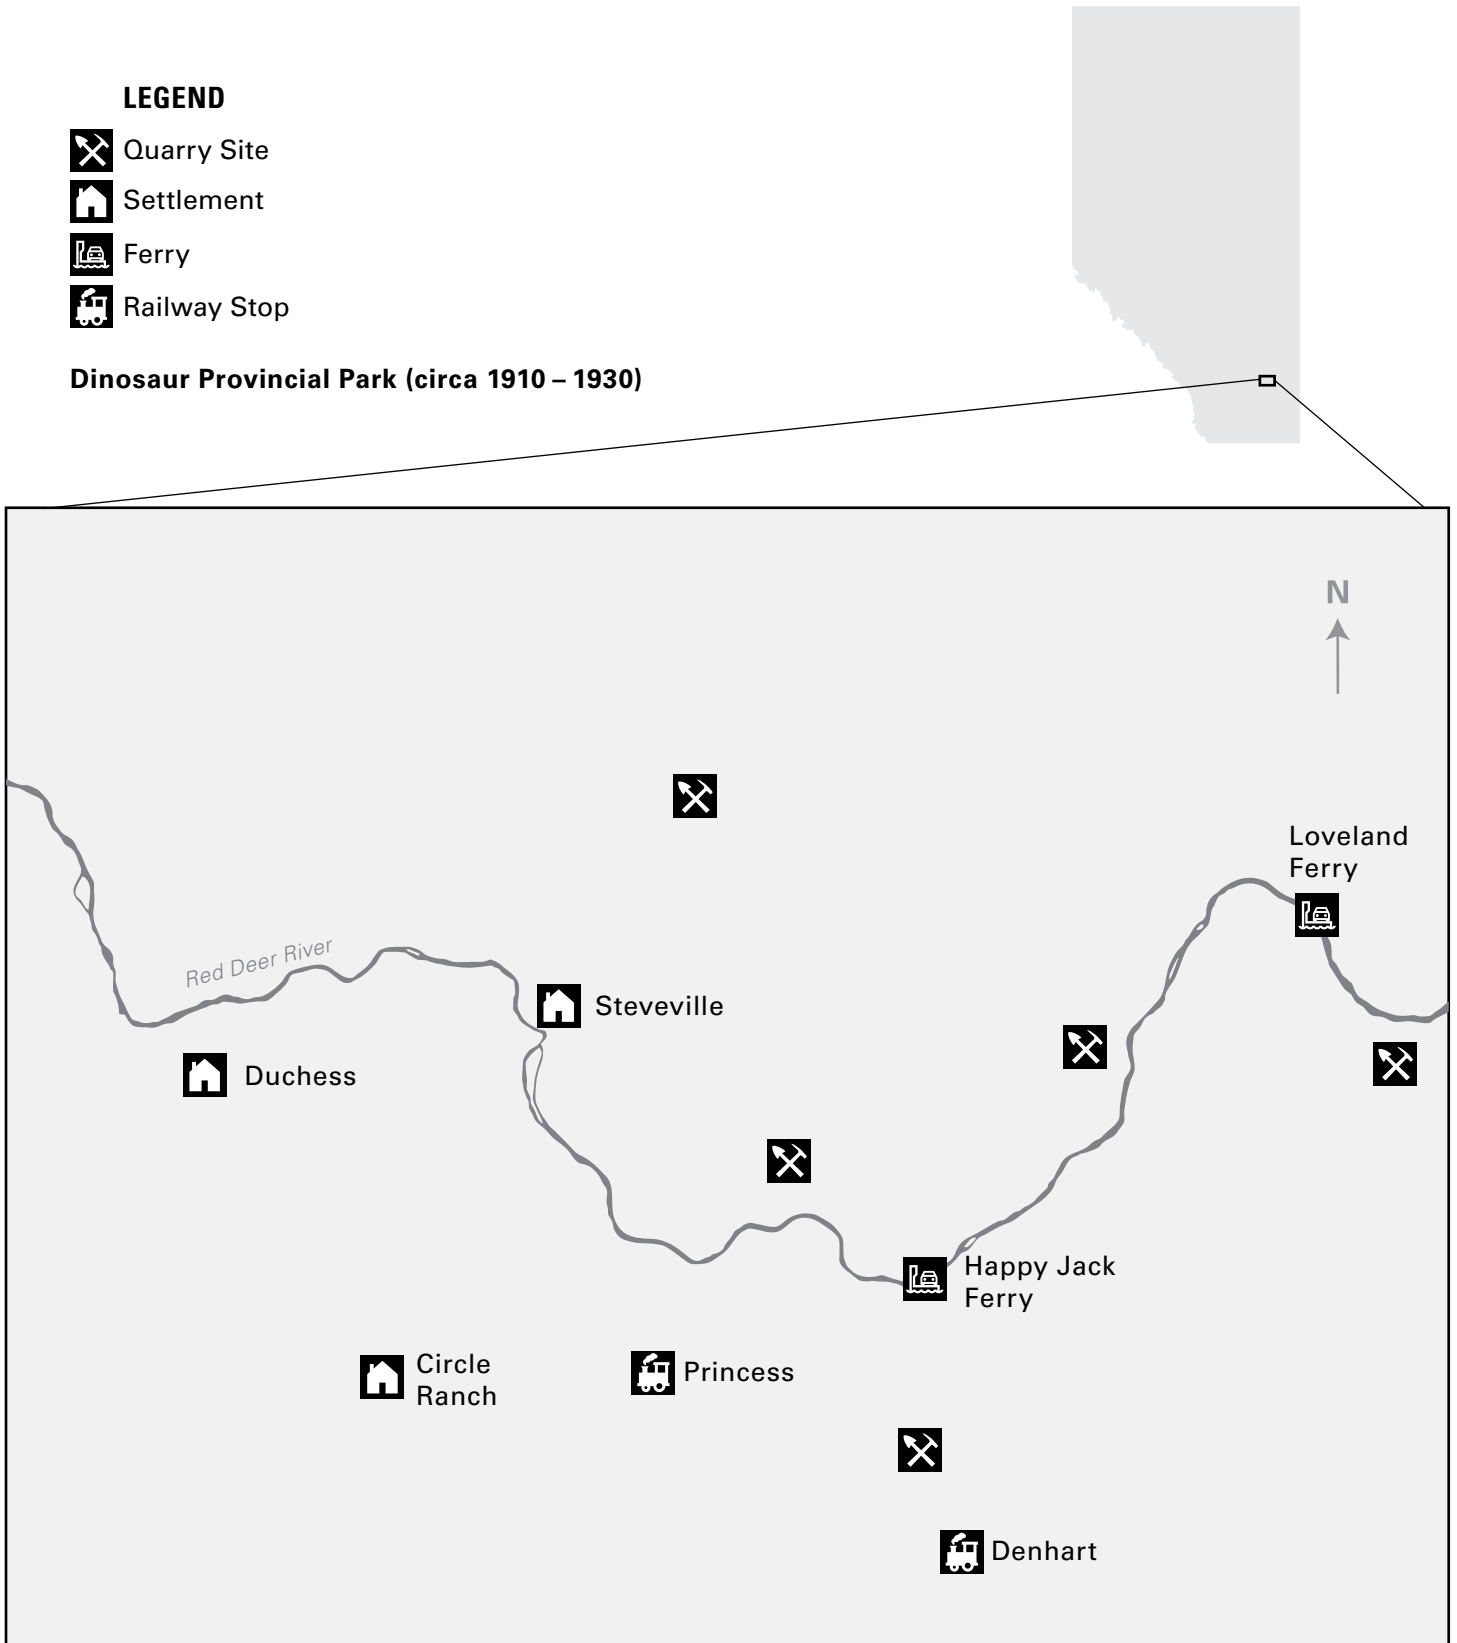 LEGEND
Quarry Site
Settlement
Ferry
Railway Stop
Dinosaur Provincial Park (circa 1910 – 1930)
N
Loveland
Ferry
Red Deer River
Steveville
Duchess
Happy Jack
Ferry
Circle
Ranch
Princess
Denhart